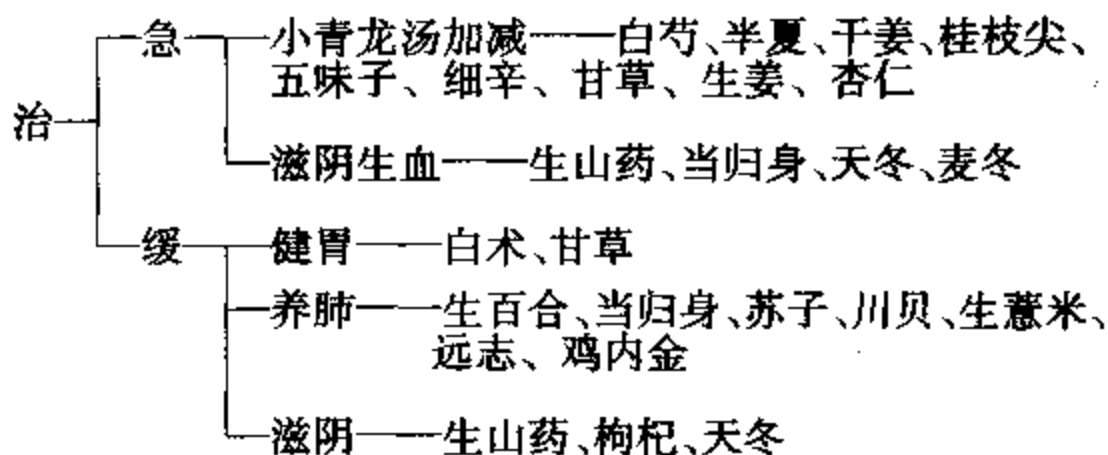 急 小青龙汤加减——白芍、半夏、干姜、桂枝尖、
五味子、细辛、甘草、生姜、杏仁
治
滋阴生血——生山药、当归身、天冬、麦冬
缓 健胃——白术、甘草
养肺——生百合、当归身、苏子、川贝、生薏米、
远志、鸡内金
滋阴——生山药、枸杞、天冬